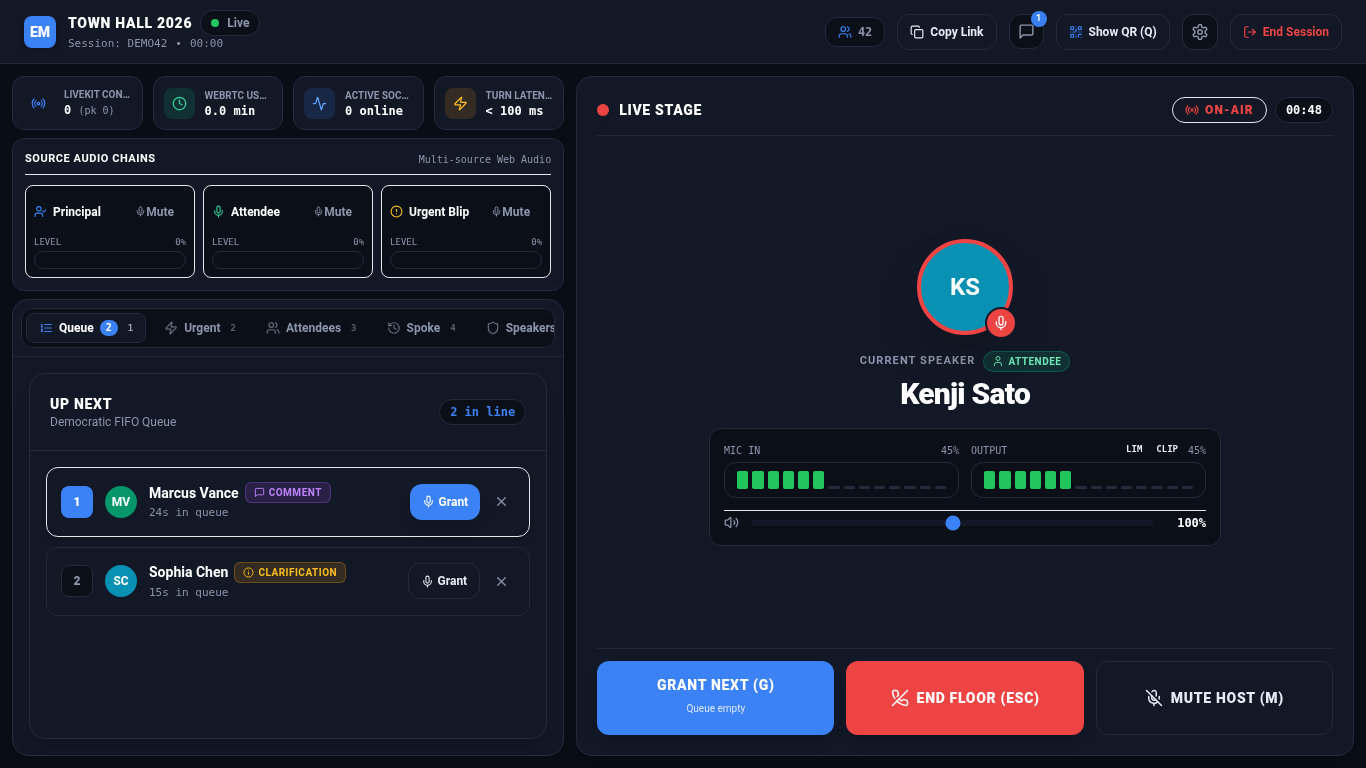 EM
TOWN HALL 2026
Live
Session: DEMO42 • 00:00
42
Copy Link
1
Show QR (Q)
End Session
LIVEKIT CON…
0 (pk 0)
WEBRTC US…
0.0 min
ACTIVE SOC…
0 online
TURN LATEN…
< 100 ms
SOURCE AUDIO CHAINS
Multi-source Web Audio
Principal
Mute
LEVEL
0%
Attendee
Mute
LEVEL
0%
Urgent Blip
Mute
LEVEL
0%
Queue 2 1
Urgent 2
Attendees 3
Spoke 4
Speakers
UP NEXT
Democratic FIFO Queue
2 in line
1
MV
Marcus Vance
COMMENT
24s in queue
Grant
2
SC
Sophia Chen
CLARIFICATION
15s in queue
Grant
LIVE STAGE
ON-AIR
00:48
KS
CURRENT SPEAKER
ATTENDEE
Kenji Sato
MIC IN
45%
OUTPUT
LIM CLIP 45%
100%
GRANT NEXT (G)
Queue empty
END FLOOR (ESC)
MUTE HOST (M)